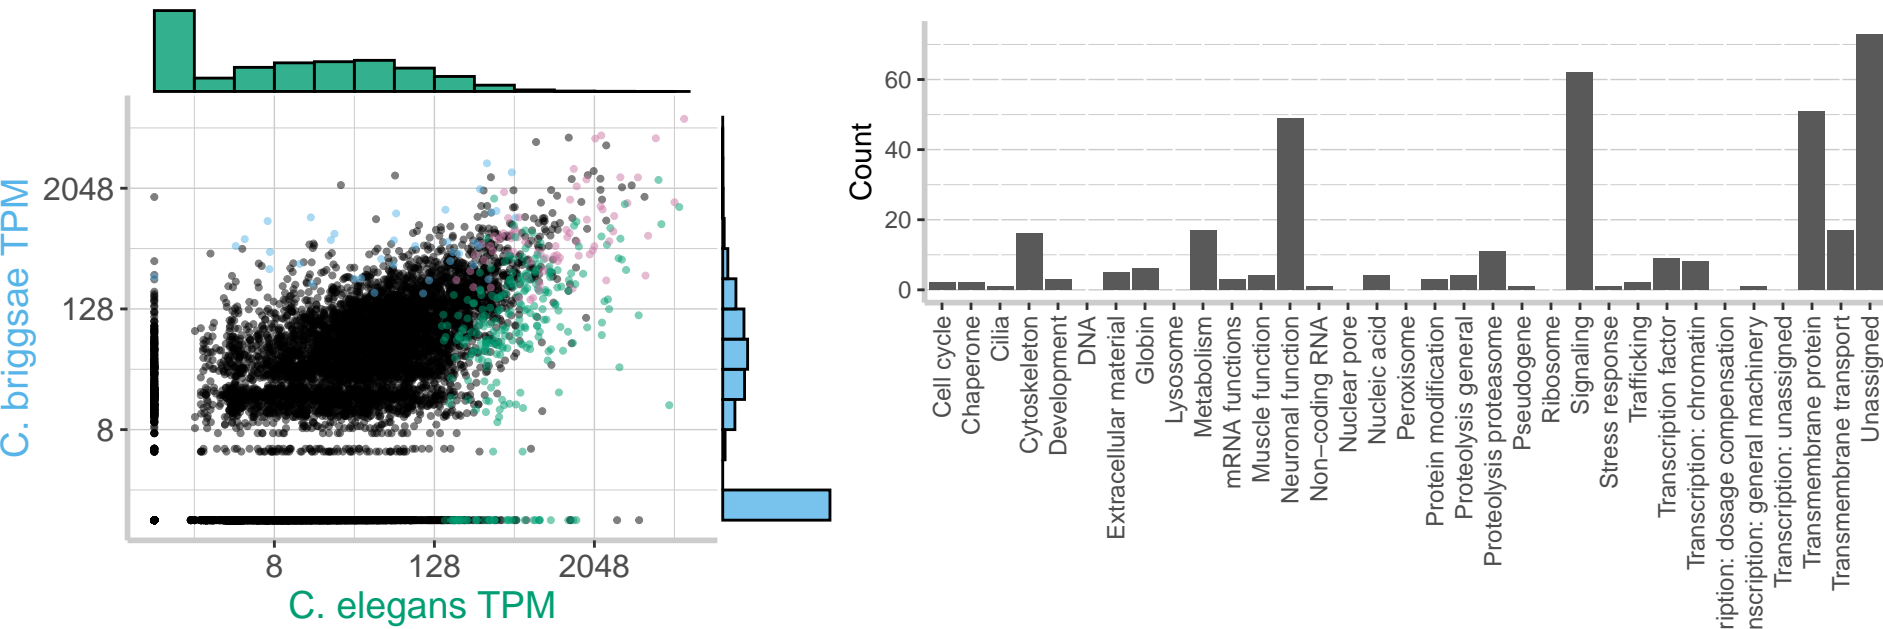 2048
128
8
C. briggsae TPM
8
128
2048
C. elegans TPM
Count
60
40
20
0
Cell cycle
Chaperone
Cilia
Cytoskeleton
Development
DNA
Extracellular material
Globin
Lysosome
Metabolism
mRNA functions
Muscle function
Neuronal function
Non−coding RNA
Nuclear pore
Nucleic acid
Peroxisome
Protein modification
Proteolysis general
Proteolysis proteasome
Pseudogene
Ribosome
Signaling
Stress response
Trafficking
Transcription factor
Transcription: chromatin
ription: dosage compensation
nscription: general machinery
Transcription: unassigned
Transmembrane protein
Transmembrane transport
Unassigned